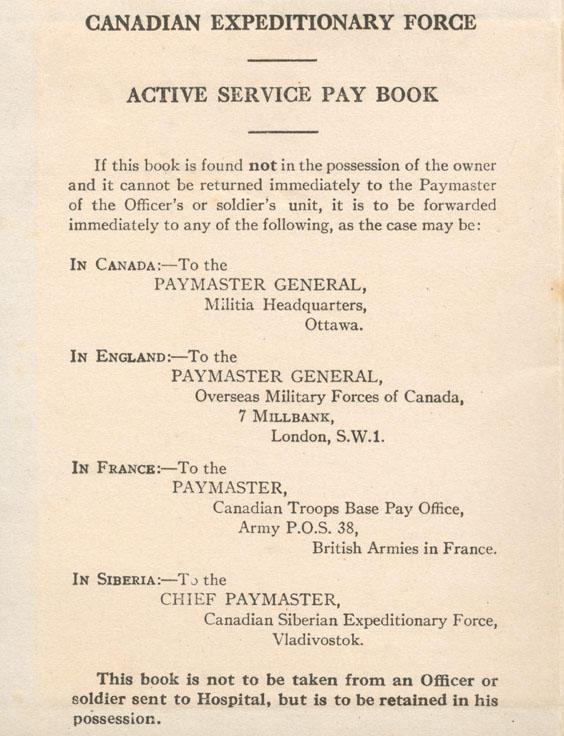 CANADIAN EXPEDITIONARY FORCE
ACTIVE SERVICE PAY BOOK
If this book is found not in the possession of the owner
and it cannot be returned immediately to the Paymaster
of the Officer's or soldier's unit, it is to be forwarded
immediately to any of the following, as the case may be:
IN CANADA:—To the
PAYMASTER GENERAL,
Militia Headquarters,
Ottawa.
IN ENGLAND:—To the
PAYMASTER GENERAL,
Overseas Military Forces of Canada,
7 MILLBANK,
London, S.W.1.
IN FRANCE:—To the
PAYMASTER,
Canadian Troops Base Pay Office,
Army P.O.S. 38,
British Armies in France.
IN SIBERIA:—To the
CHIEF PAYMASTER,
Canadian Siberian Expeditionary Force,
Vladivostok.
This book is not to be taken from an Officer or
soldier sent to Hospital, but is to be retained in his
possession.